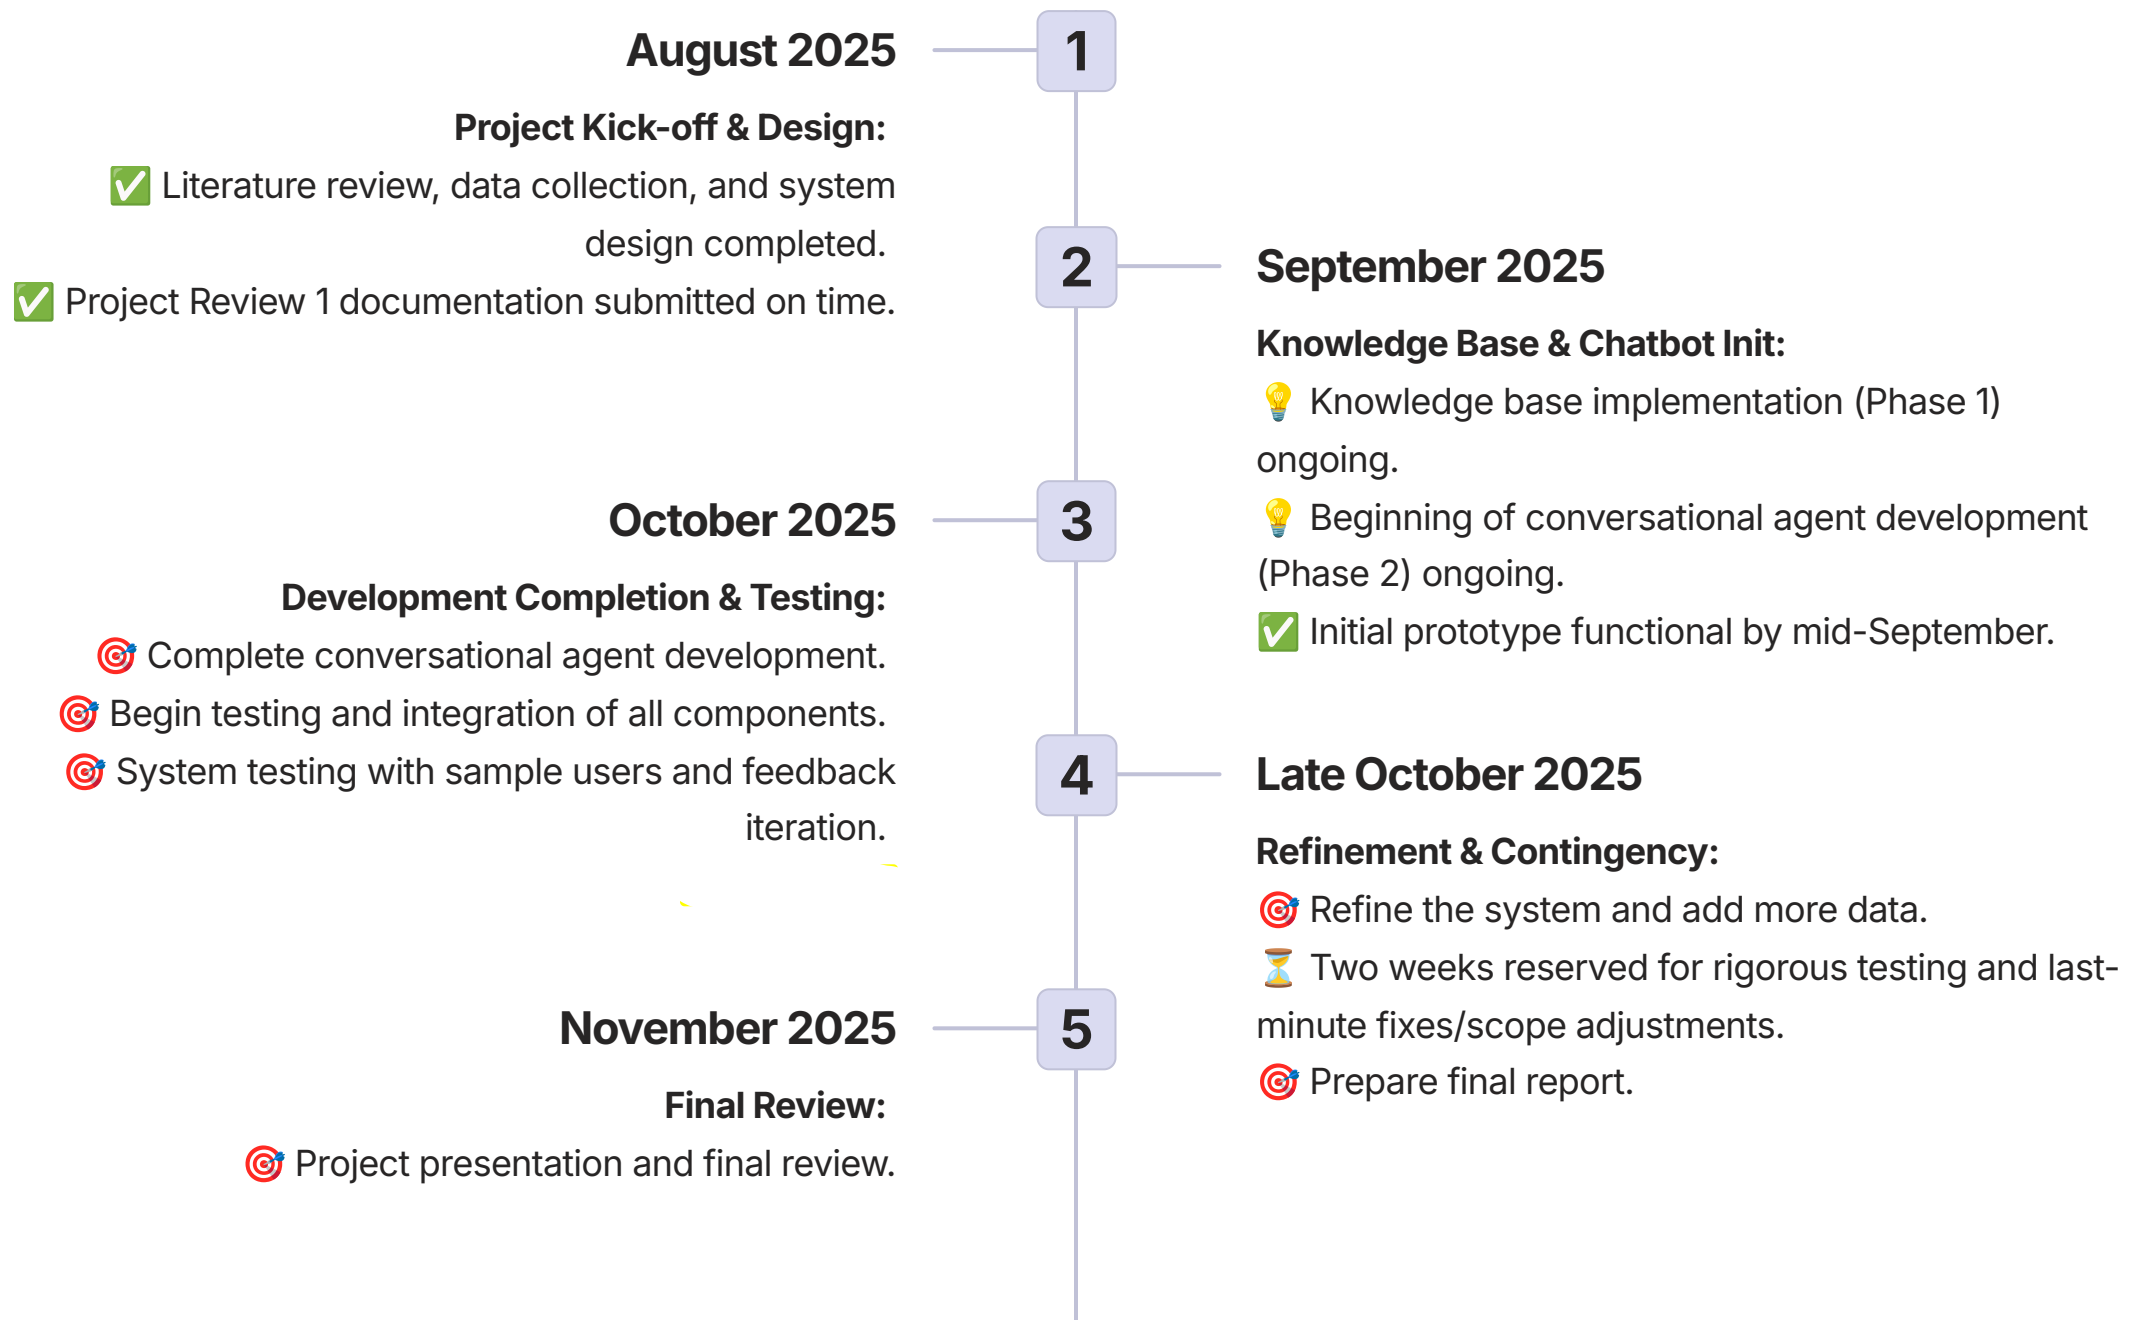 1
August 2025
Project Kick-off & Design:
✅ Literature review, data collection, and system
design completed.
✅ Project Review 1 documentation submitted on time.
2
September 2025
Knowledge Base & Chatbot Init:
💡 Knowledge base implementation (Phase 1)
ongoing.
💡 Beginning of conversational agent development
(Phase 2) ongoing.
✅ Initial prototype functional by mid-September.
3
October 2025
Development Completion & Testing:
🎯 Complete conversational agent development.
🎯 Begin testing and integration of all components.
🎯 System testing with sample users and feedback
iteration.
4
Late October 2025
Refinement & Contingency:
🎯 Refine the system and add more data.
⏳ Two weeks reserved for rigorous testing and last-
minute fixes/scope adjustments.
🎯 Prepare final report.
5
November 2025
Final Review:
🎯 Project presentation and final review.